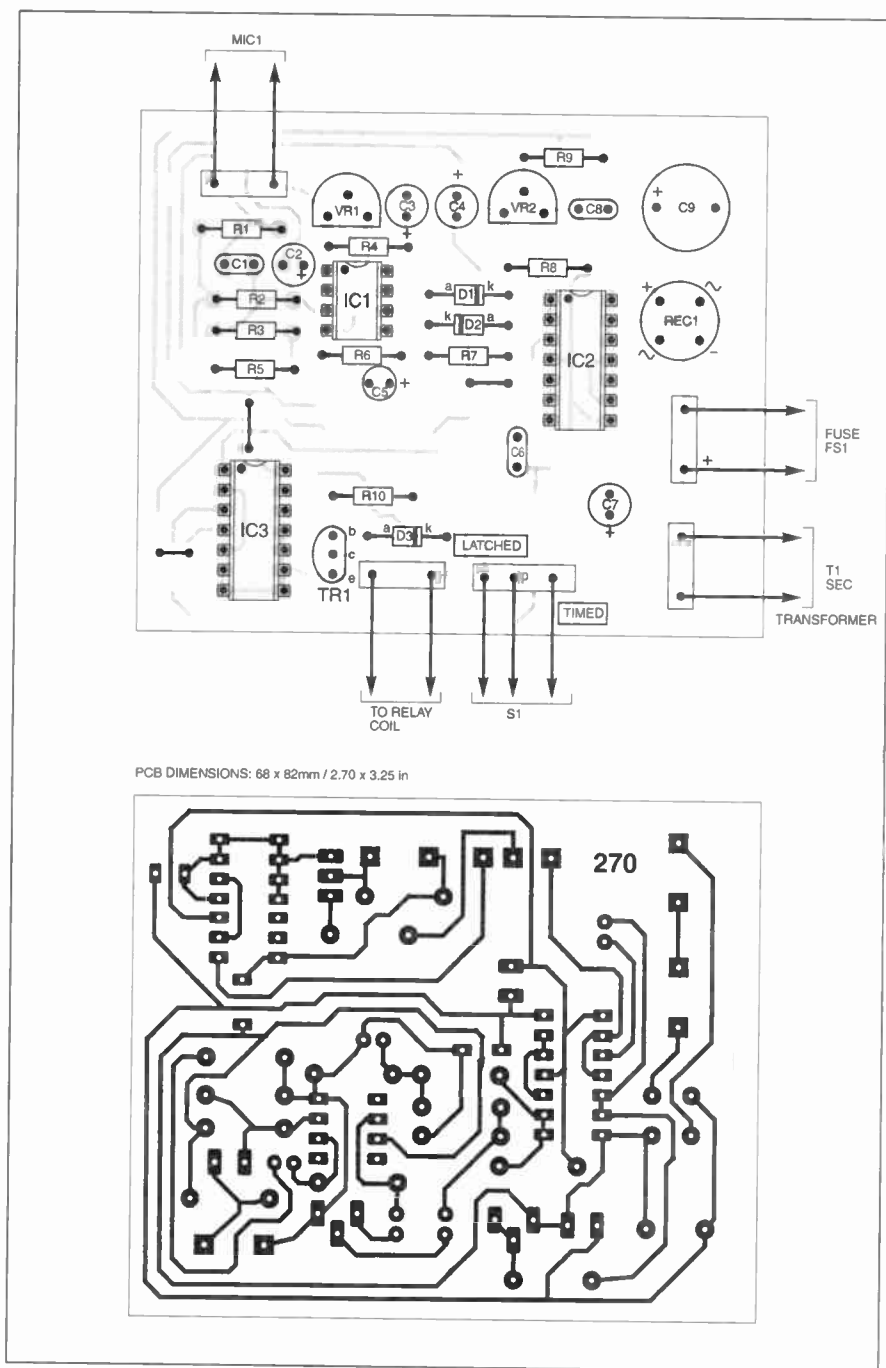 MIC1
R9
VR1
C3
+
+
C4
VR2
C8
+
C9
R1
C1
C2
+
R4
R8
IC1
a
D1
k
k
D2
a
IC2
+
REC1
-
R2
R3
R5
R6
C5
+
R7
C6
C7
+
FUSE
FS1
+
IC3
R10
b
c
e
TR1
a
D3
k
LATCHED
p
TIMED
T1
SEC
TRANSFORMER
TO RELAY
COIL
S1
PCB DIMENSIONS: 68 x 82mm / 2.70 x 3.25 in
270